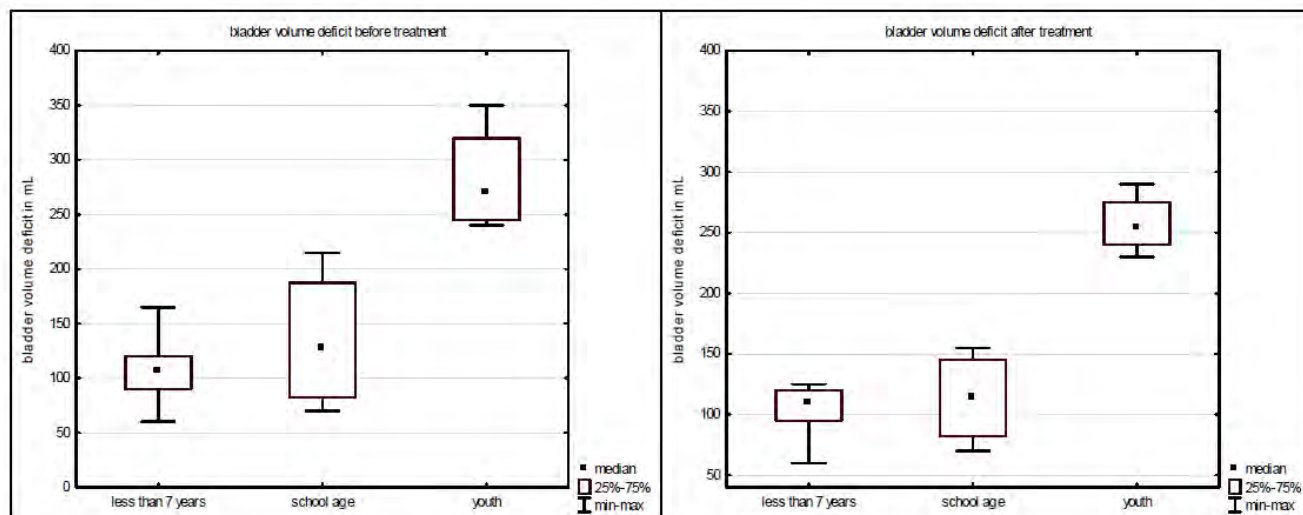 bladder volume deficit before treatment
400
350
300
250
200
150
100
50
0
bladder volume deficit in mL
less than 7 years
school age
youth
median
25%-75%
min-max
bladder volume deficit after treatment
400
350
300
250
200
150
100
50
bladder volume deficit in mL
less than 7 years
school age
youth
median
25%-75%
min-max